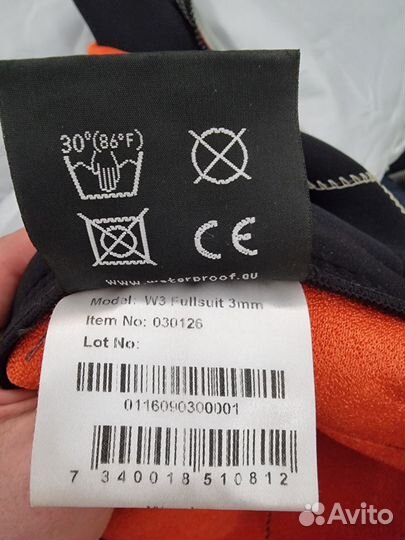 30°(86°F)
CE
www.waterproof.eu
Model: W3 Fullsuit 3mm
Item No: 030126
Lot No:
0116090300001
7 340018 510812
Avito